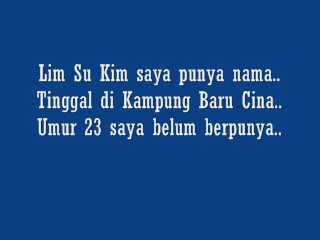 Lim Su Kim saya punya nama..
Tinggal di Kampung Baru Cina..
Umur 23 saya belum berpunya..